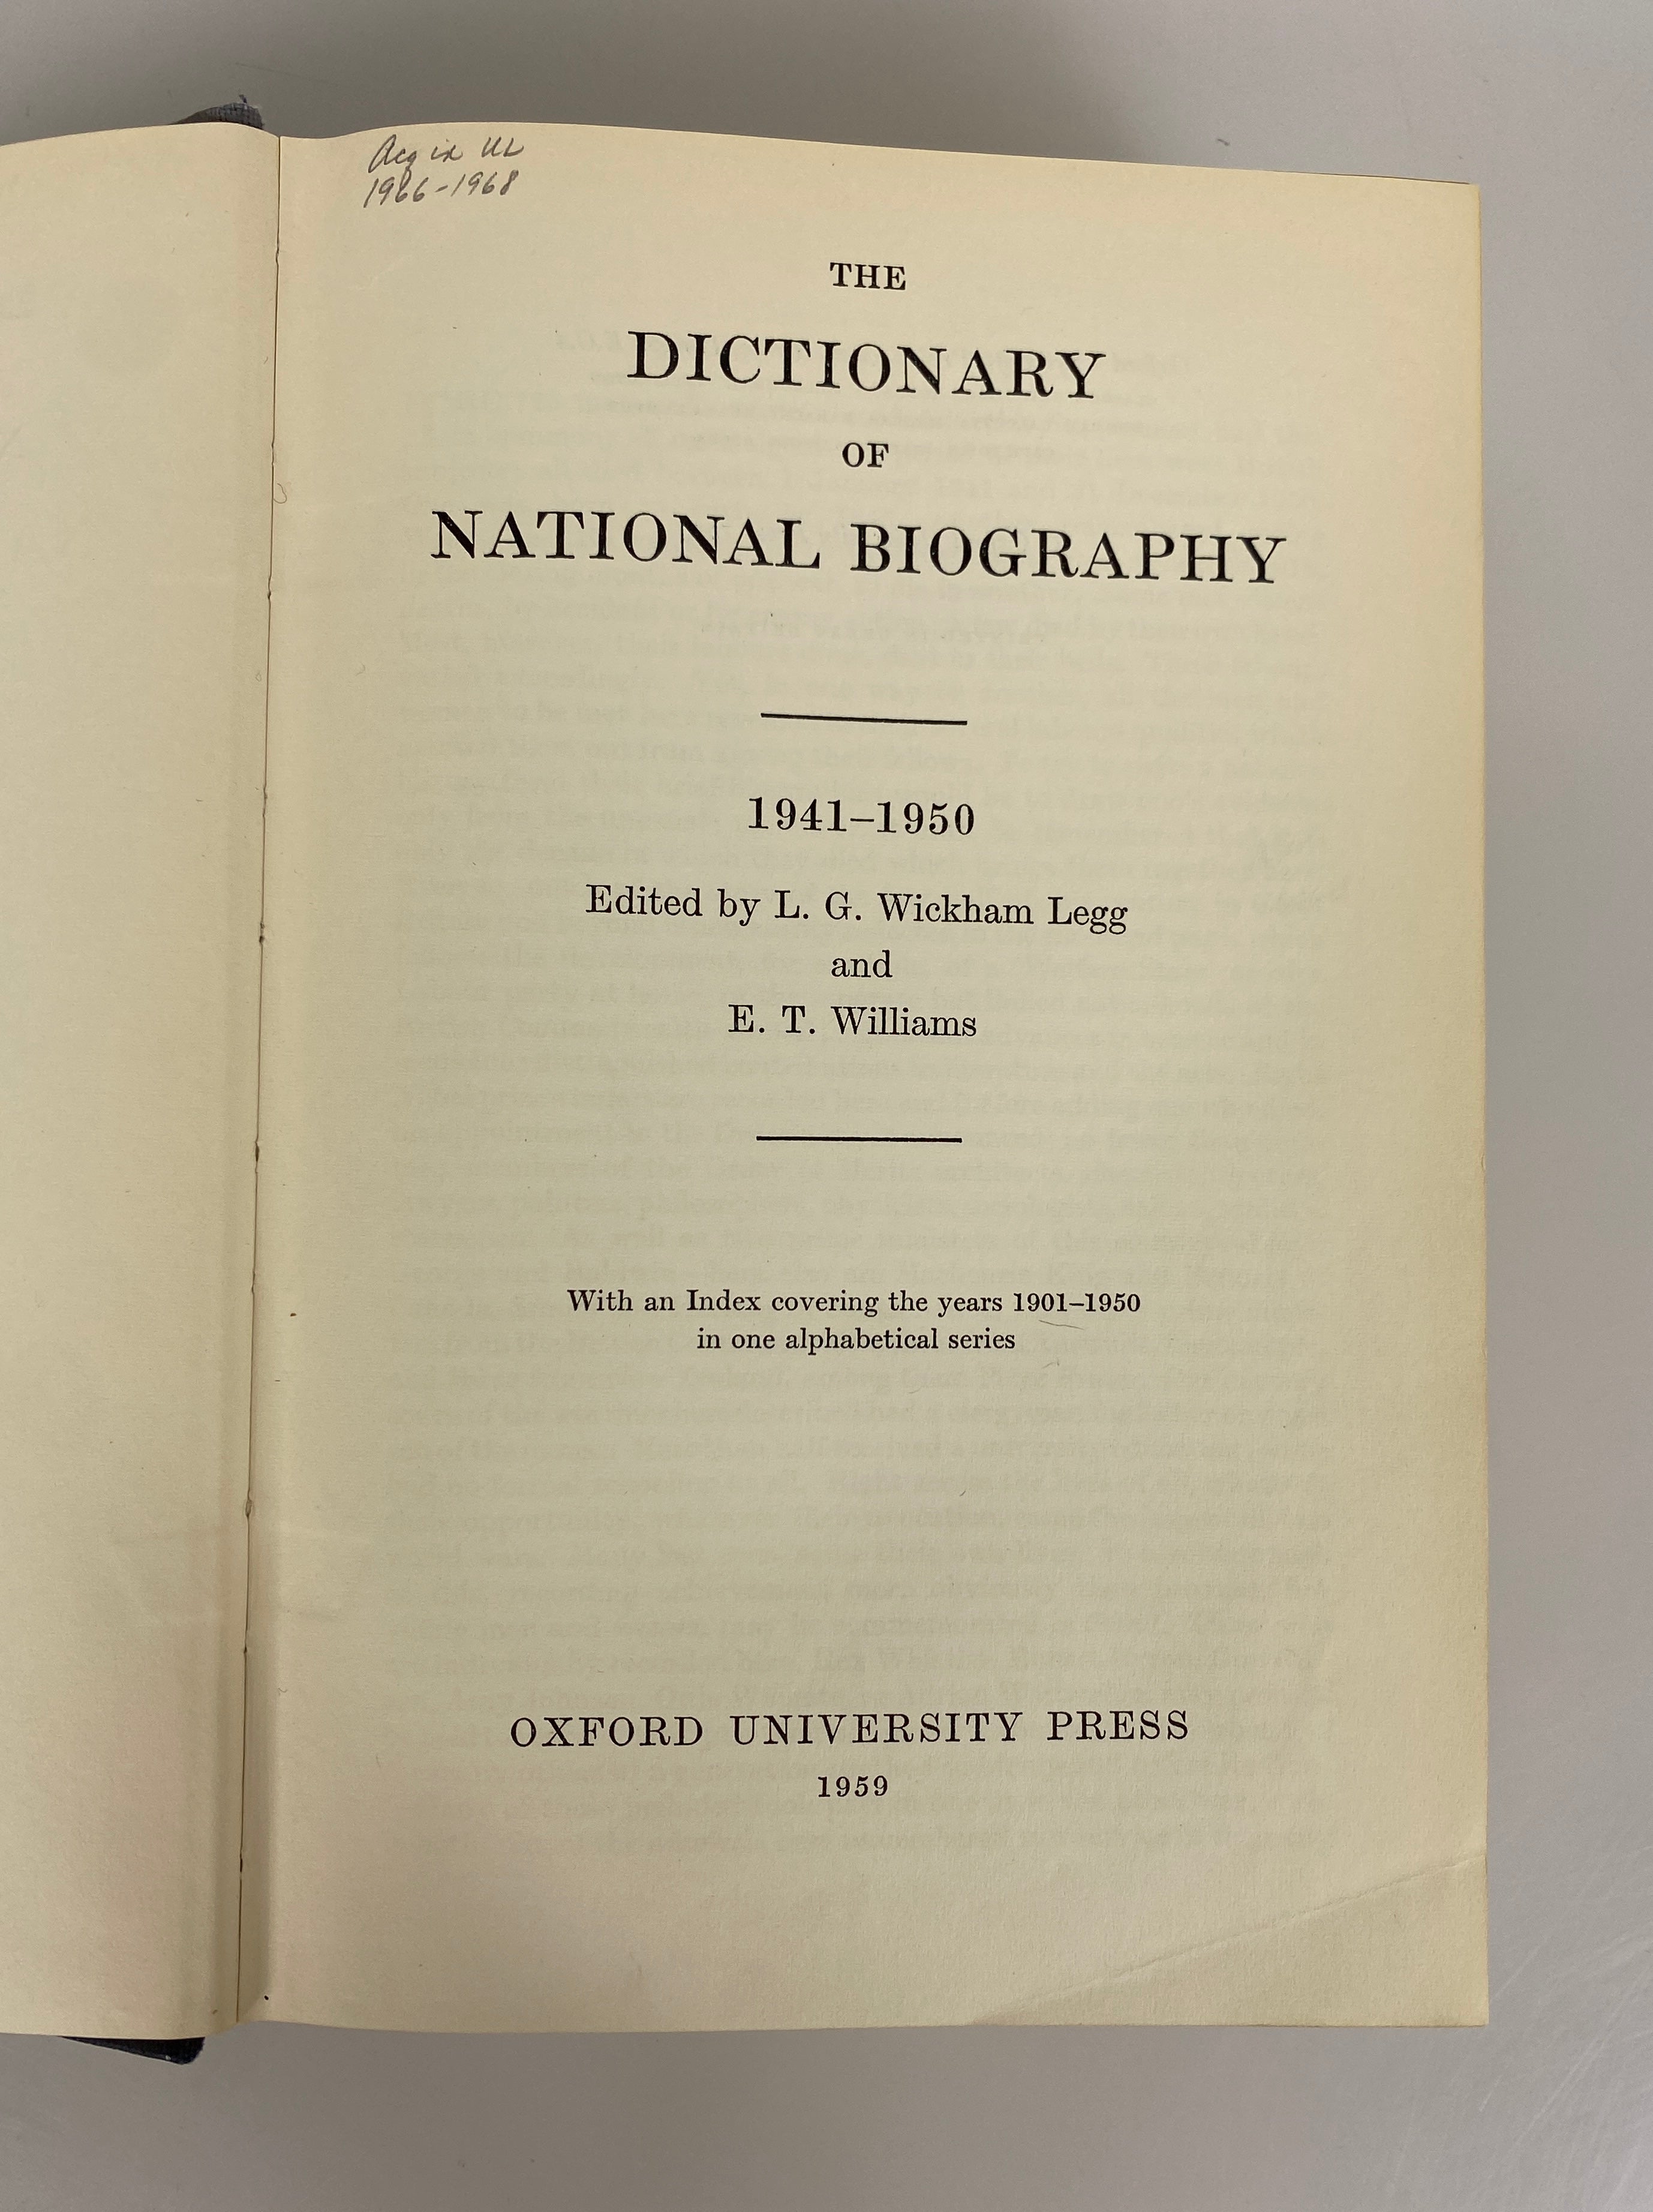 Acq in UL
1966-1968
THE
DICTIONARY
OF
NATIONAL BIOGRAPHY
1941–1950
Edited by L. G. Wickham Legg
and
E. T. Williams
With an Index covering the years 1901–1950
in one alphabetical series
OXFORD UNIVERSITY PRESS
1959